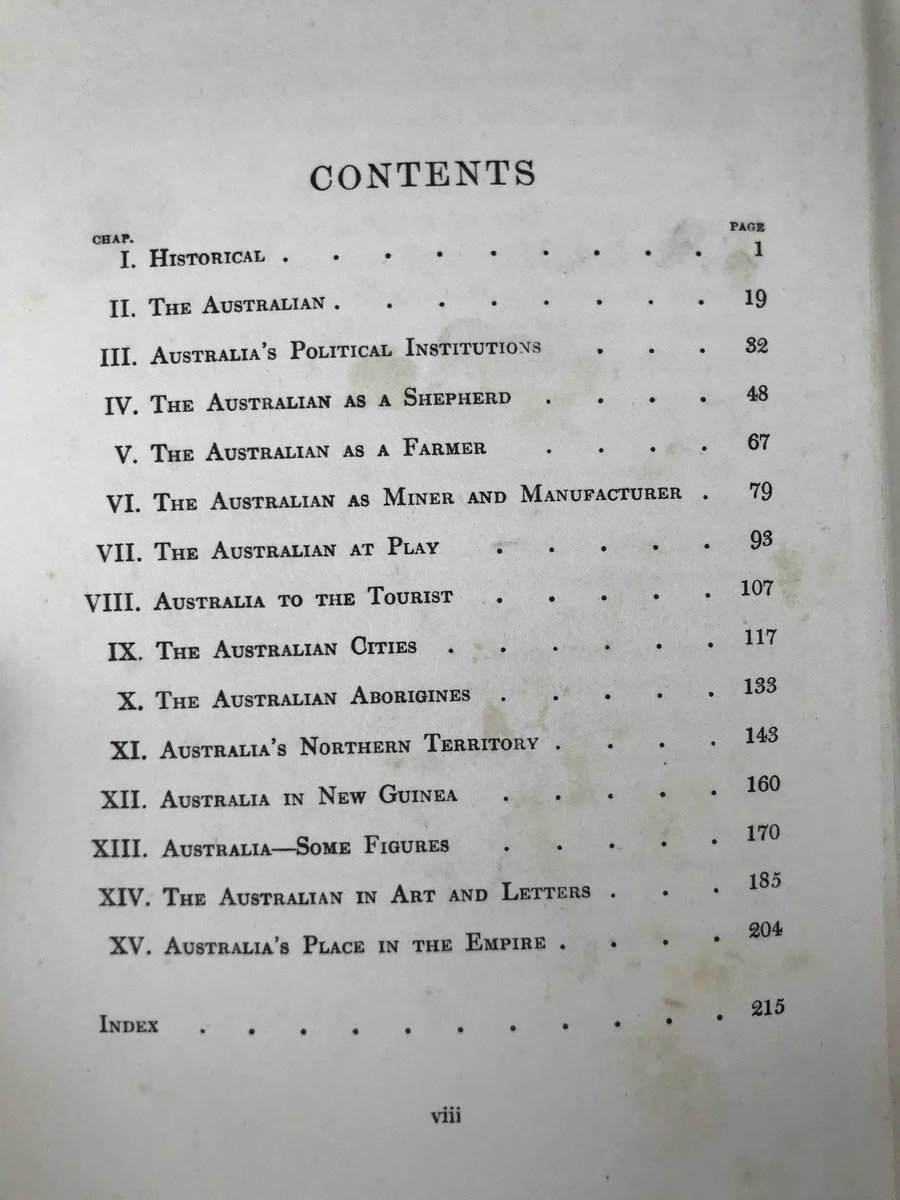 CONTENTS
CHAP. PAGE
I. Historical . . . . . . . . . 1
II. The Australian . . . . . . . . 19
III. Australia's Political Institutions . . . 32
IV. The Australian as a Shepherd . . . . 48
V. The Australian as a Farmer . . . . 67
VI. The Australian as Miner and Manufacturer . 79
VII. The Australian at Play . . . . . 93
VIII. Australia to the Tourist . . . . . 107
IX. The Australian Cities . . . . . . 117
X. The Australian Aborigines . . . . . 133
XI. Australia's Northern Territory . . . . 143
XII. Australia in New Guinea . . . . . 160
XIII. Australia—Some Figures . . . . . 170
XIV. The Australian in Art and Letters . . . 185
XV. Australia's Place in the Empire . . . . 204
Index . . . . . . . . . . . 215
viii